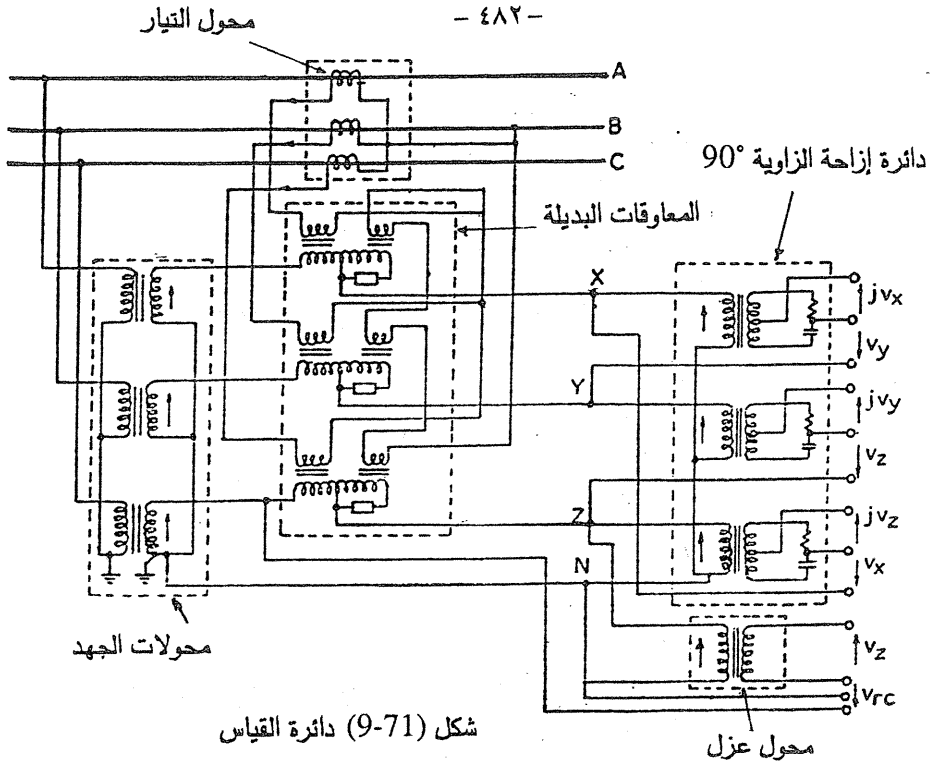 - ٤٨٢ -
محول التيار
A
B
C
دائرة إزاحة الزاوية 90°
المعاوقات البديلة
X
jvx
vy
Y
jvy
vz
Z
jvz
vx
N
vz
vrc
محولات الجهد
محول عزل
شكل (9-71) دائرة القياس